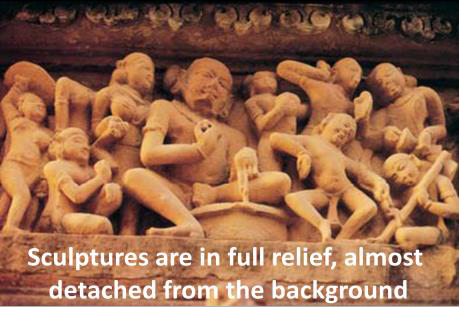 Sculptures are in full relief, almost
detached from the background